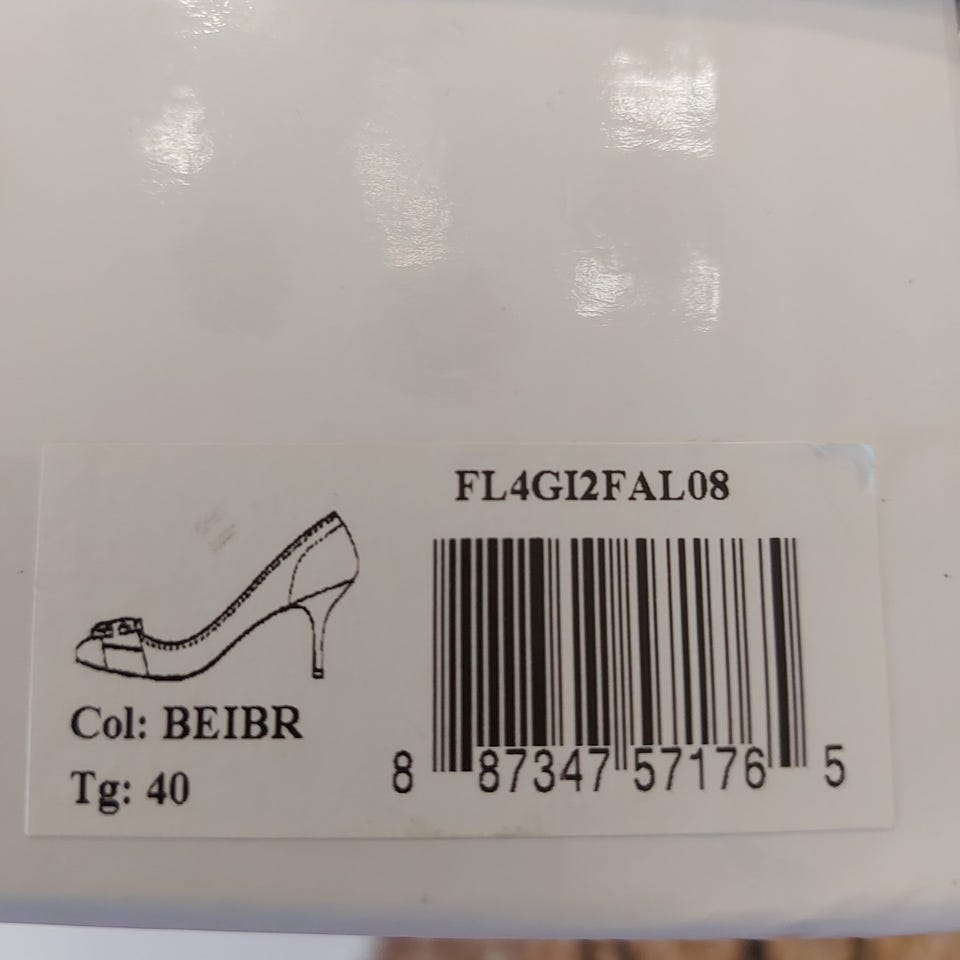 FL4GI2FAL08
Col: BEIBR
Tg: 40
8 87347 57176 5